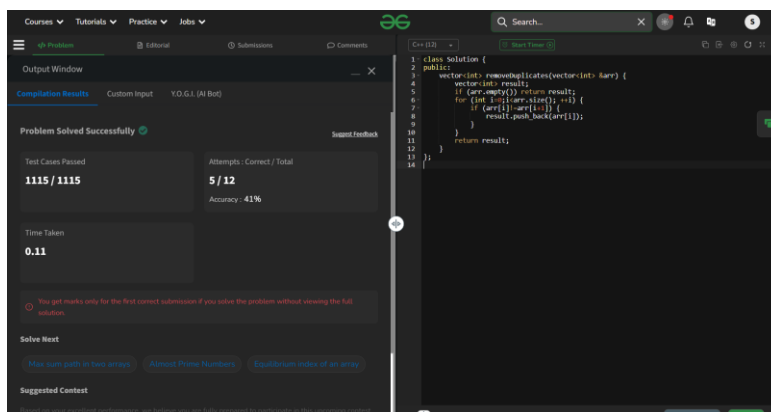 Courses Tutorials Practice Jobs Search... S
Problem Editorial Submissions Comments C++ (12) Start Timer
Output Window
Compilation Results Custom Input Y.O.G.I. (AI Bot)
Problem Solved Successfully Suggest Feedback
Test Cases Passed Attempts : Correct / Total
1115 / 1115 5 / 12
Accuracy : 41%
Time Taken
0.11
You get marks only for the first correct submission if you solve the problem without viewing the full
solution.
Solve Next
Max sum path in two arrays Almost Prime Numbers Equilibrium index of an array
Suggested Contest
1 class Solution {
2 public:
3 vector<int> removeDuplicates(vector<int> &arr) {
4 vector<int> result;
5 if (arr.empty()) return result;
6 for (int i=0;i<arr.size(); ++i) {
7 if (arr[i]!=arr[i+1]) {
8 result.push_back(arr[i]);
9 }
10 }
11 return result;
12 }
13 };
14